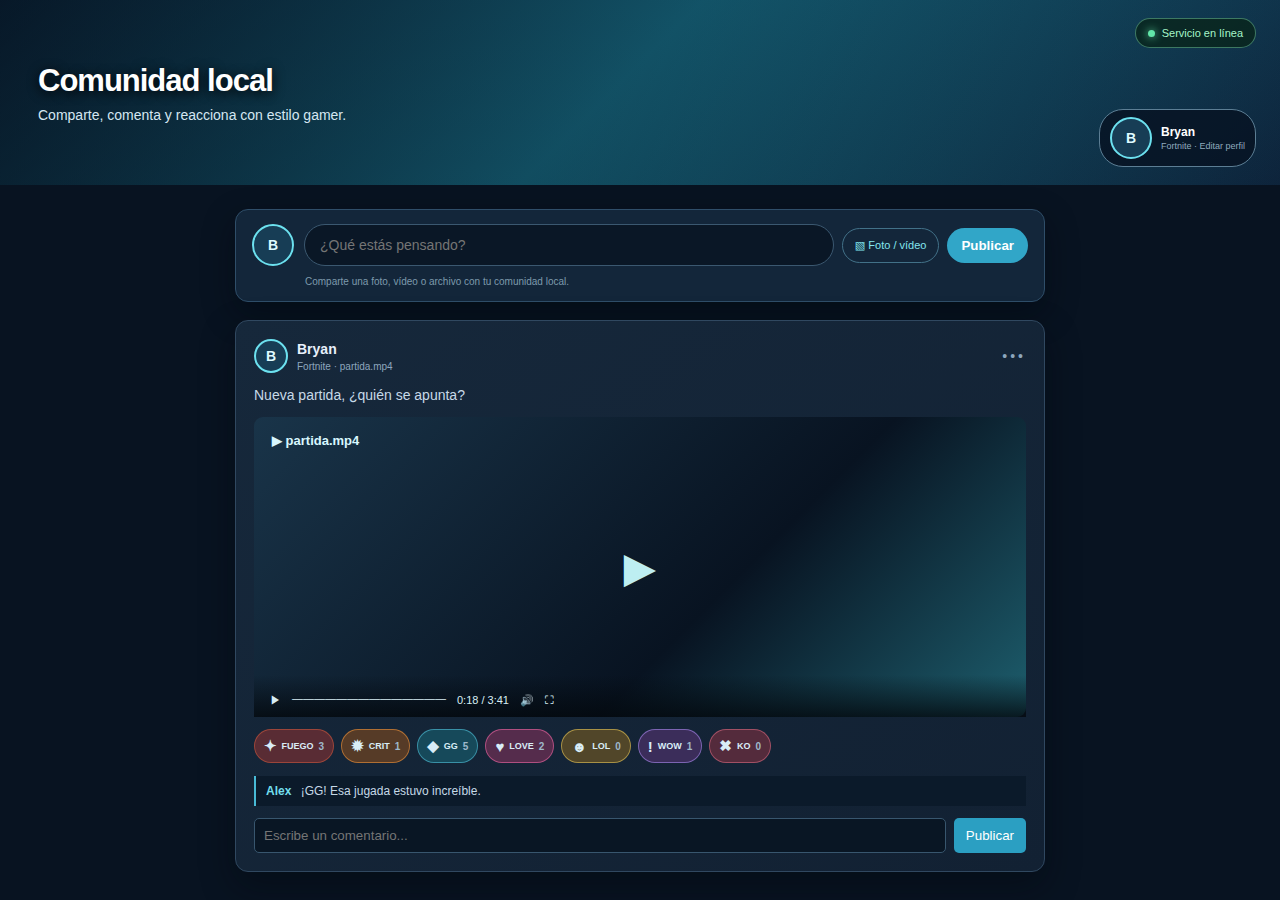 Servicio en línea
Comunidad local
Comparte, comenta y reacciona con estilo gamer.
B
Bryan
Fortnite · Editar perfil
B
¿Qué estás pensando?
Foto / vídeo
Publicar
Comparte una foto, vídeo o archivo con tu comunidad local.
B
Bryan
Fortnite · partida.mp4
Nueva partida, ¿quién se apunta?
▶ partida.mp4
0:18 / 3:41
FUEGO 3
CRIT 1
GG 5
LOVE 2
LOL 0
! WOW 1
KO 0
Alex ¡GG! Esa jugada estuvo increíble.
Escribe un comentario...
Publicar